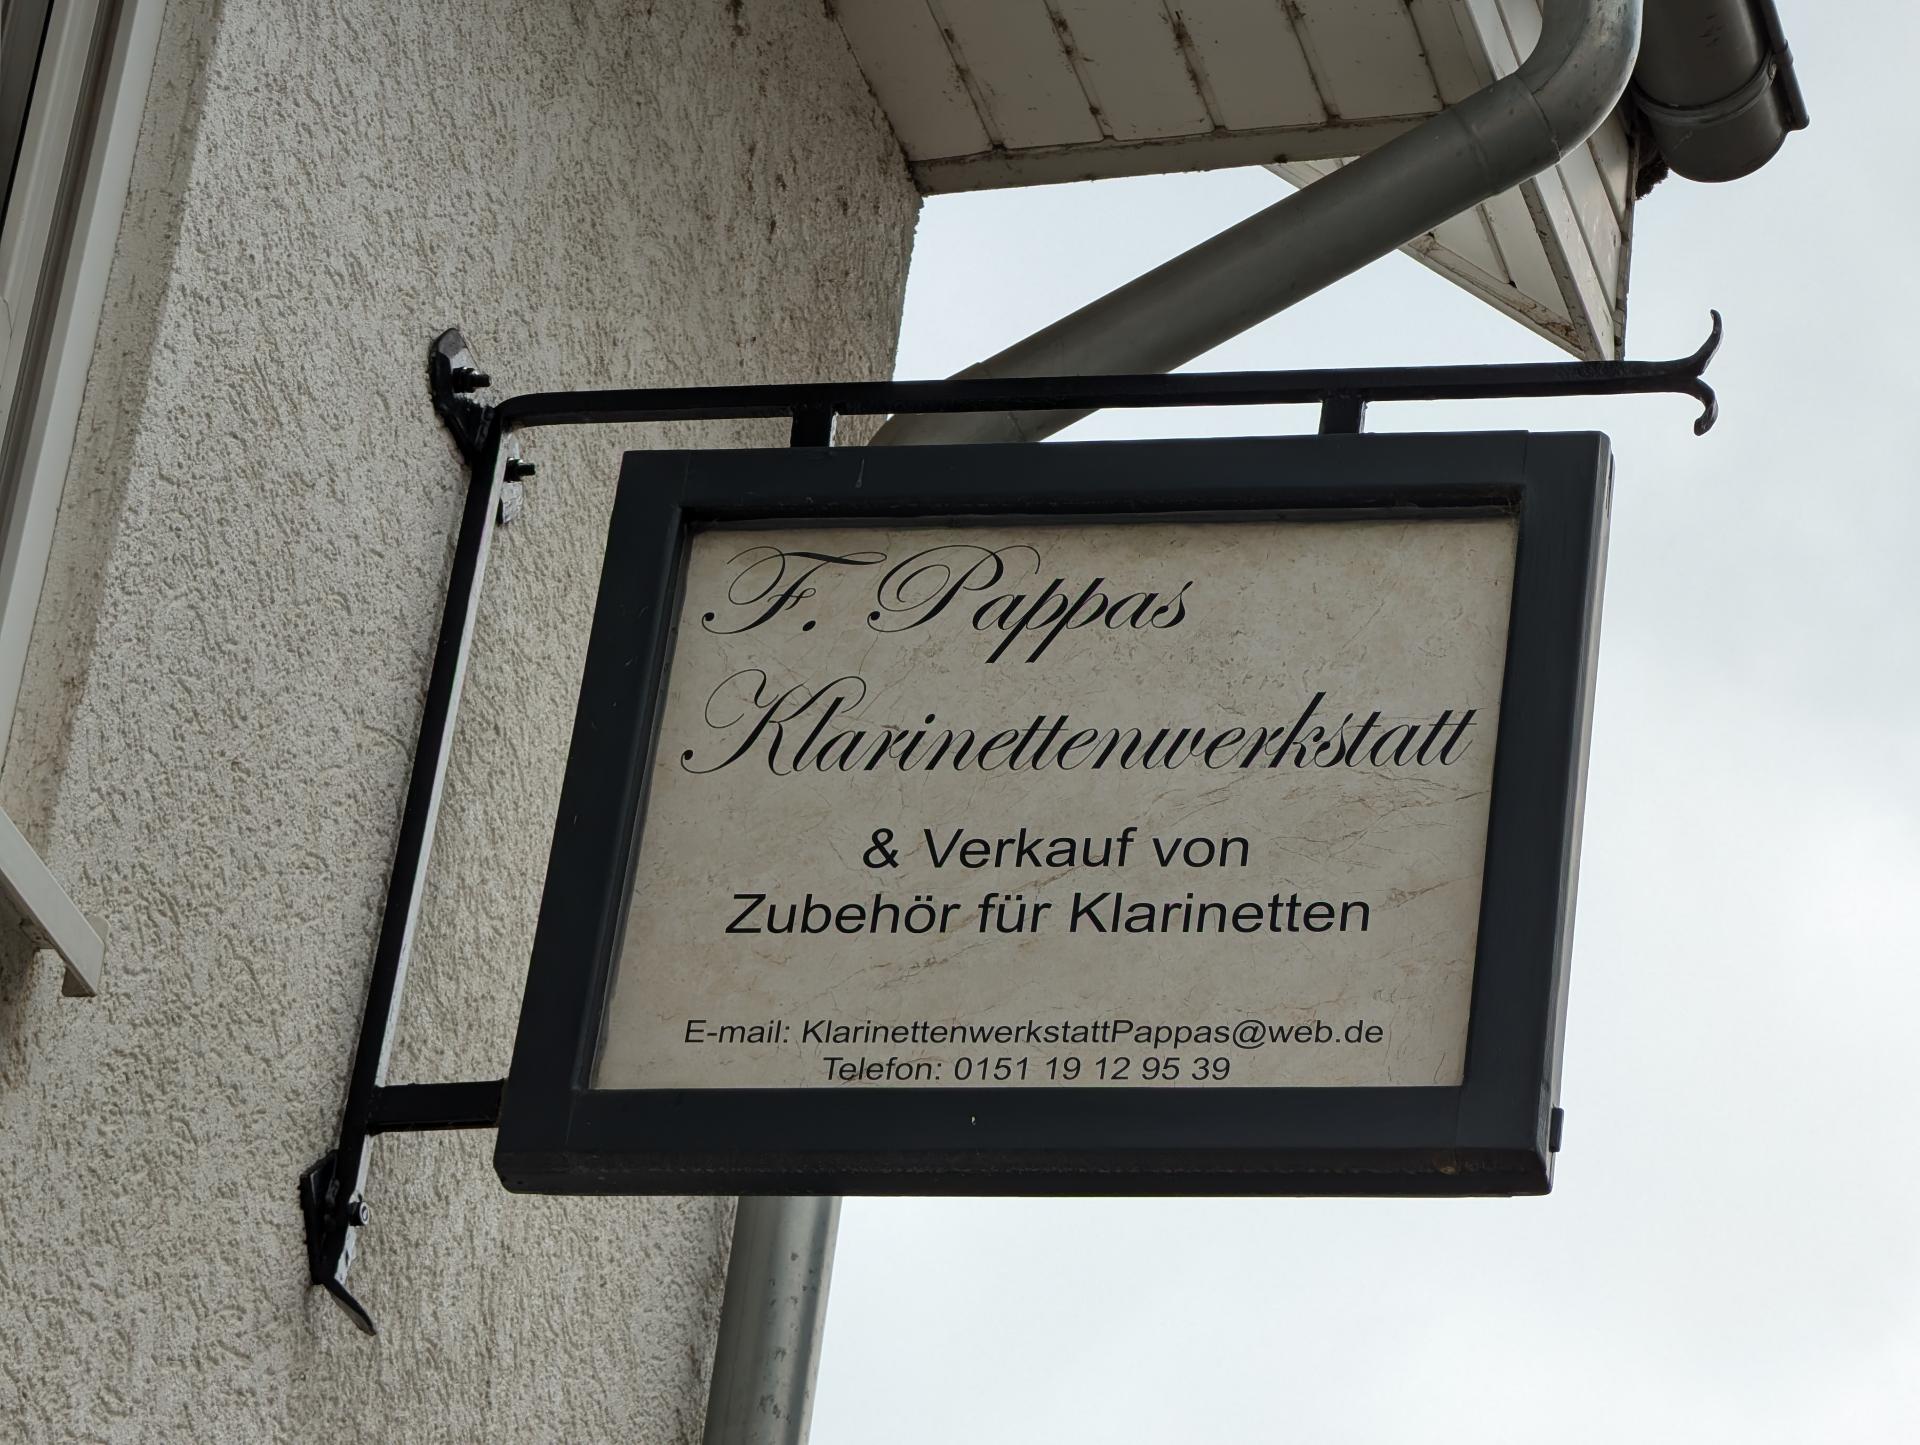 F. Pappas
Klarinettenwerkstatt
& Verkauf von
Zubehör für Klarinetten
E-mail: KlarinettenwerkstattPappas@web.de
Telefon: 0151 19 12 95 39